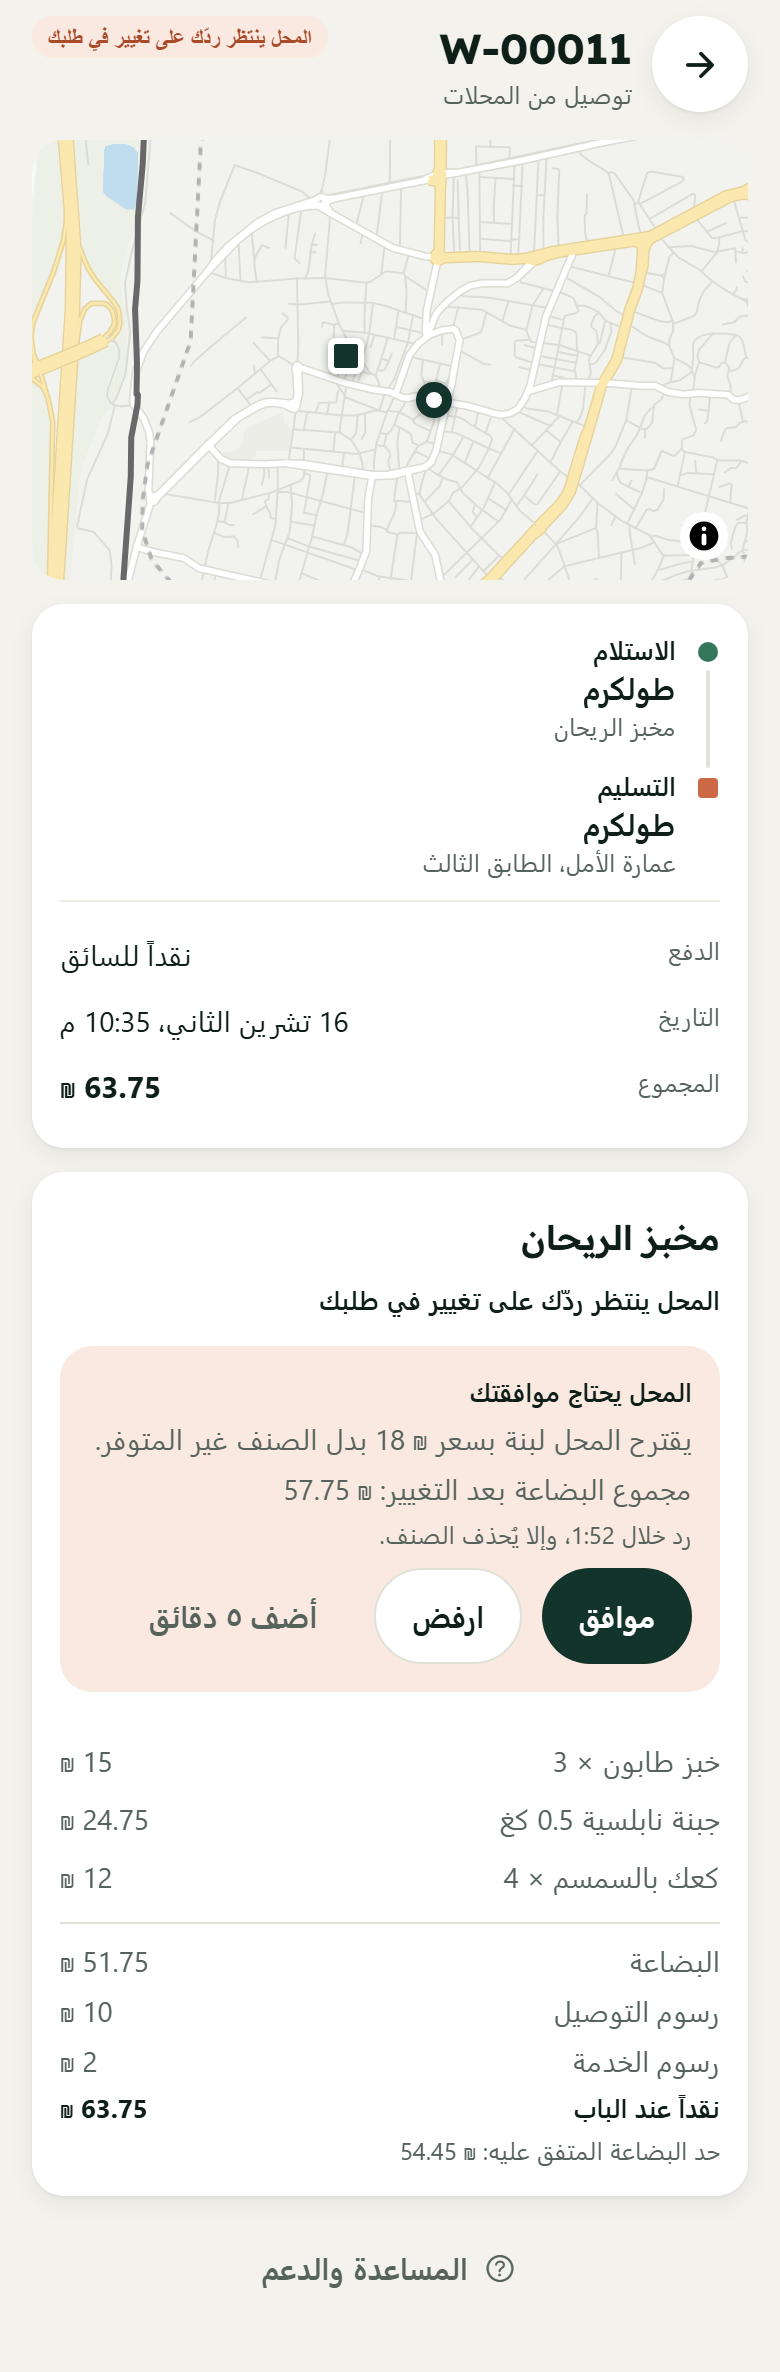 W-00011
المحل ينتظر ردّك على تغيير في طلبك
توصيل من المحلات
الاستلام
طولكرم
مخبز الريحان
التسليم
طولكرم
عمارة الأمل، الطابق الثالث
الدفع نقداً للسائق
التاريخ 16 تشرين الثاني، 10:35 م
المجموع 63.75 ₪
مخبز الريحان
المحل ينتظر ردّك على تغيير في طلبك
المحل يحتاج موافقتك
يقترح المحل لبنة بسعر 18 ₪ بدل الصنف غير المتوفر.
مجموع البضاعة بعد التغيير: 57.75 ₪
رد خلال 1:52، وإلا يُحذف الصنف.
موافق ارفض أضف ٥ دقائق
خبز طابون × 3 15 ₪
جبنة نابلسية 0.5 كغ 24.75 ₪
كعك بالسمسم × 4 12 ₪
البضاعة 51.75 ₪
رسوم التوصيل 10 ₪
رسوم الخدمة 2 ₪
نقداً عند الباب 63.75 ₪
حد البضاعة المتفق عليه: 54.45 ₪
المساعدة والدعم